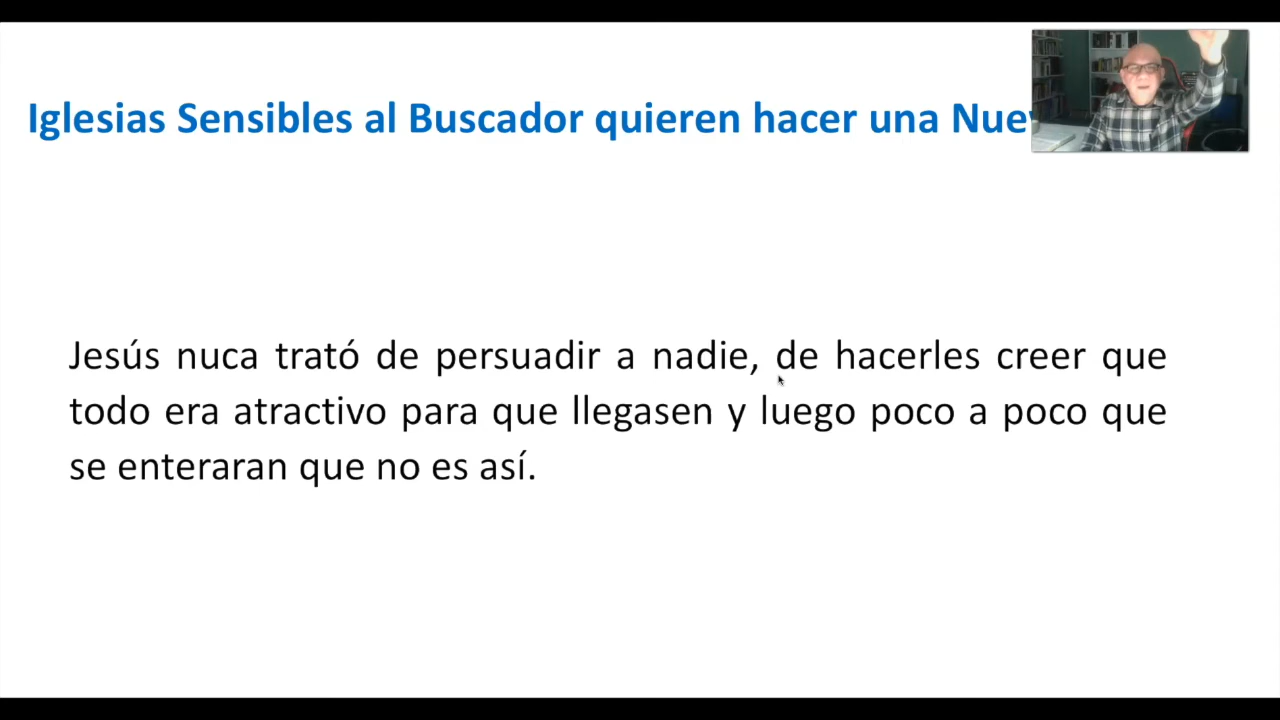 Iglesias Sensibles al Buscador quieren hacer una
Jesús nuca trató de persuadir a nadie, de hacerles creer que
todo era atractivo para que llegasen y luego poco a poco que
se enteraran que no es así.